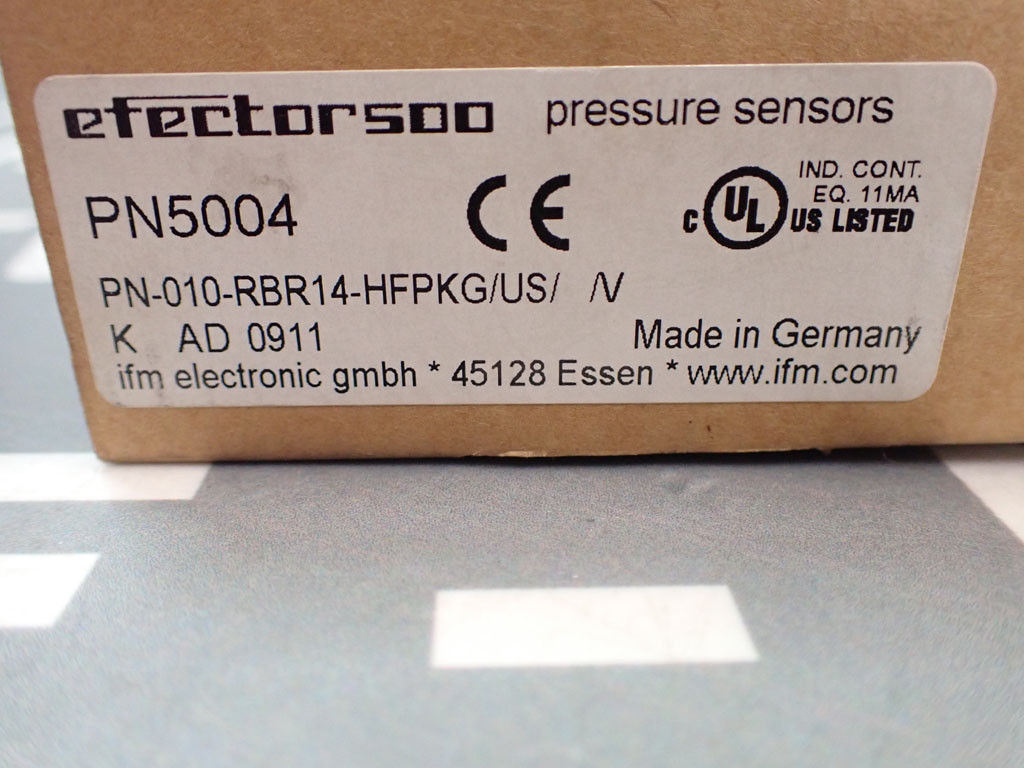 efector500 pressure sensors
PN5004 CE
IND. CONT.
EQ. 11MA
C UL US LISTED
PN-010-RBR14-HFPKG/US/ /V
K AD 0911 Made in Germany
ifm electronic gmbh * 45128 Essen * www.ifm.com